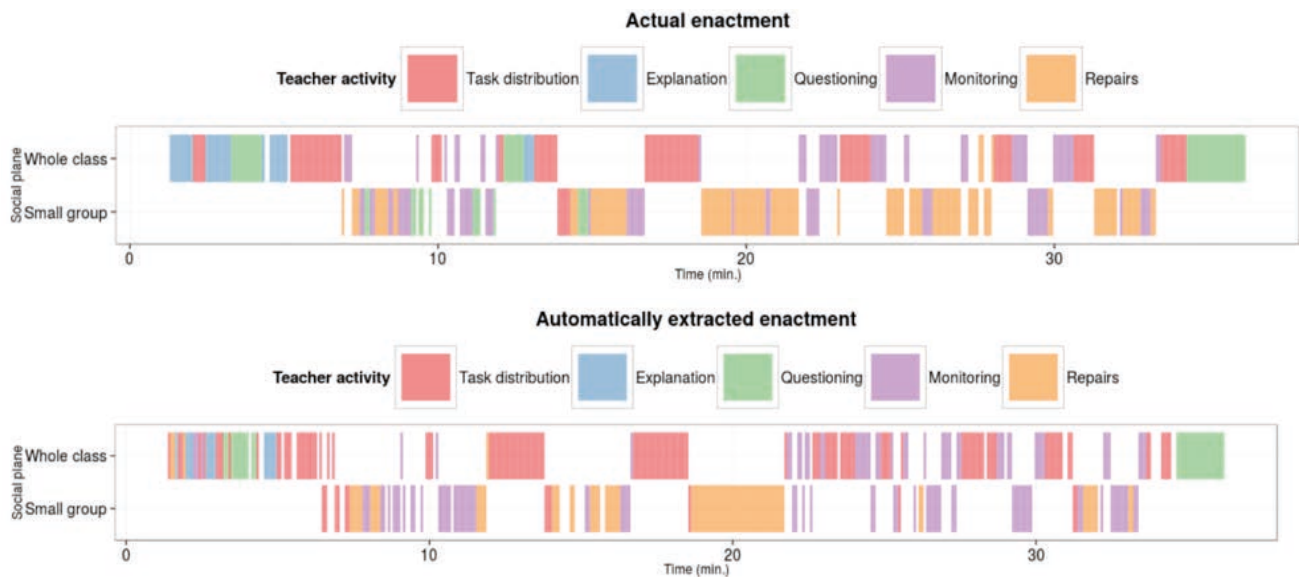 Actual enactment
Teacher activity Task distribution Explanation Questioning Monitoring Repairs
Social plane
Whole class
Small group
0 10 20 30
Time (min.)
Automatically extracted enactment
Teacher activity Task distribution Explanation Questioning Monitoring Repairs
Social plane
Whole class
Small group
0 10 20 30
Time (min.)